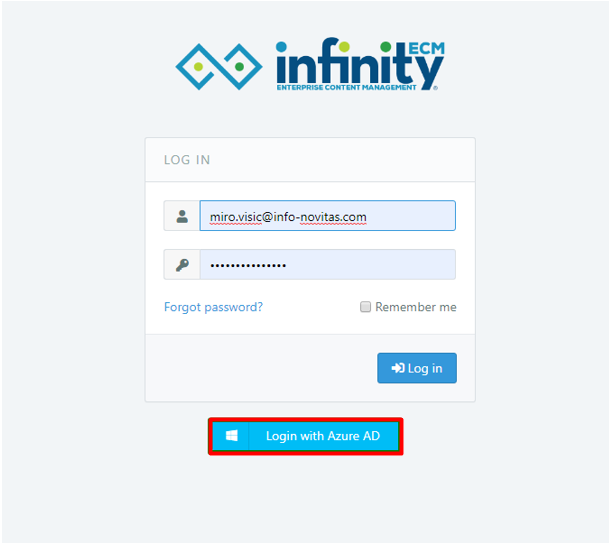 infinity ECM
ENTERPRISE CONTENT MANAGEMENT ®
LOG IN
miro.visic@info-novitas.com
•••••••••••••••
Forgot password?
Remember me
Log in
Login with Azure AD